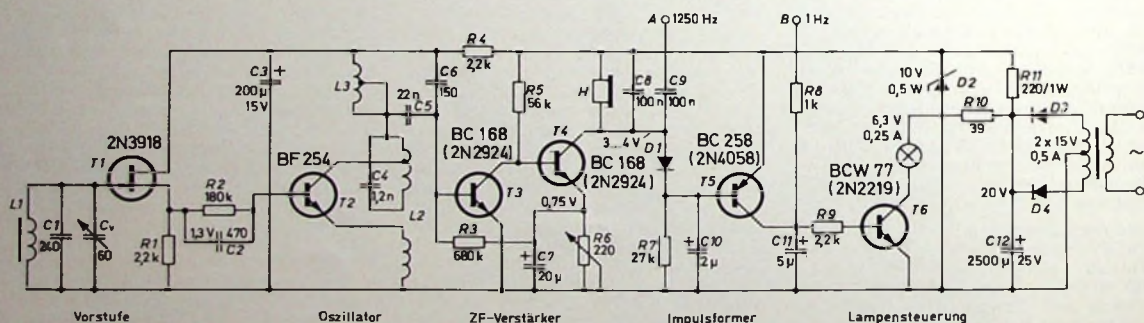 A 1250 Hz
B 1 Hz
R4
2,2k
C3 +
200µ
15V
L3
C6
150
22n
C5
R5
56k
H
C8
100n
C9
100n
R8
1k
10V
0,5W
D2
R11
220/1W
R10
39
D3
2N3918
T1
BF 254
T2
BC 168
(2N2924)
T3
T4
BC 168
(2N2924)
3...4V
D1
BC 258
(2N4058)
T5
6,3 V
0,25 A
BCW 77
(2N2219)
T6
2 x 15V
0,5A
~
20V
D4
R2
180k
1,3V
470
C2
C4
1,2n
L2
0,75V
L1
C1
240
Cv
60
R1
2,2k
R3
680k
+
C7
20µ
R6
220
R7
27k
C10
2µ
C11 +
5µ
R9
2,2k
C12 +
2500µ
25V
Vorstufe
Oszillator
ZF-Verstärker
Impulsformer
Lampensteuerung